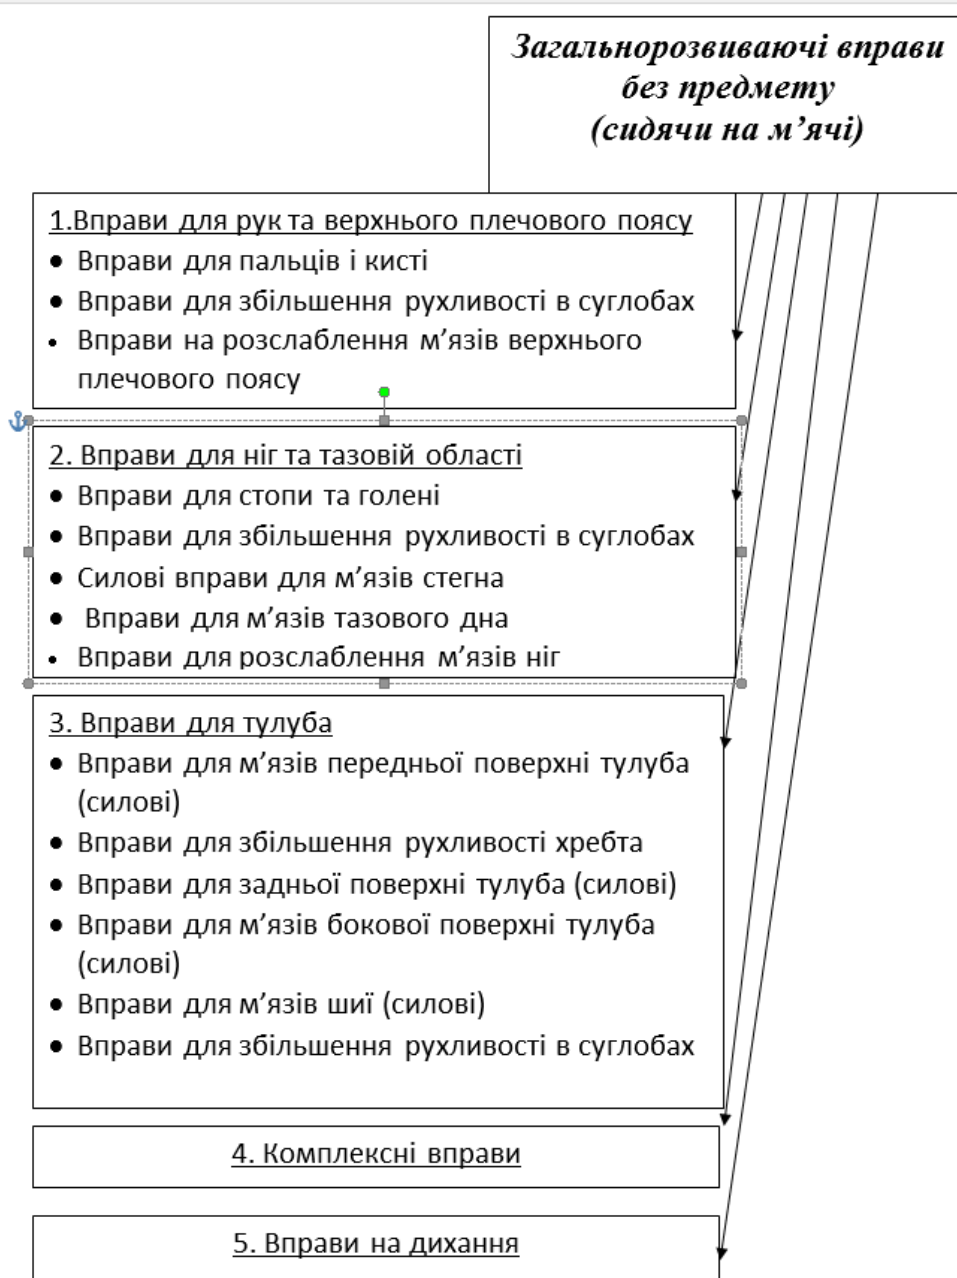 Загальнорозвиваючі вправи
без предмету
(сидячи на м’ячі)
1.Вправи для рук та верхнього плечового поясу
• Вправи для пальців і кисті
• Вправи для збільшення рухливості в суглобах
• Вправи на розслаблення м’язів верхнього
плечового поясу
2. Вправи для ніг та тазовій області
• Вправи для стопи та голені
• Вправи для збільшення рухливості в суглобах
• Силові вправи для м’язів стегна
• Вправи для м’язів тазового дна
• Вправи для розслаблення м’язів ніг
3. Вправи для тулуба
• Вправи для м’язів передньої поверхні тулуба
(силові)
• Вправи для збільшення рухливості хребта
• Вправи для задньої поверхні тулуба (силові)
• Вправи для м’язів бокової поверхні тулуба
(силові)
• Вправи для м’язів шиї (силові)
• Вправи для збільшення рухливості в суглобах
4. Комплексні вправи
5. Вправи на дихання